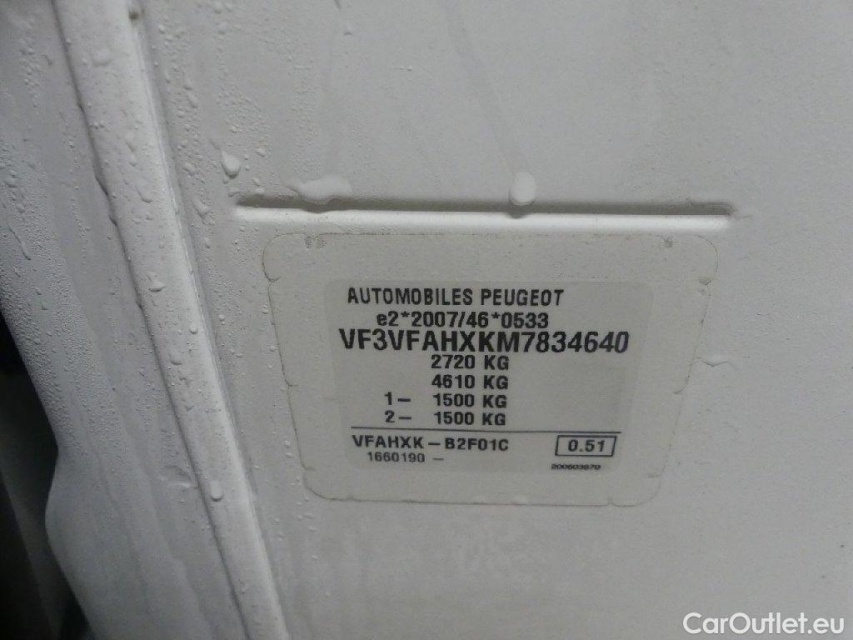 AUTOMOBILES PEUGEOT
e2*2007/46*0533
VF3VFAHXKM7834640
2720 KG
4610 KG
1- 1500 KG
2- 1500 KG
VFAHXK-B2F01C 0.51
1660190 -
200603070
CarOutlet.eu